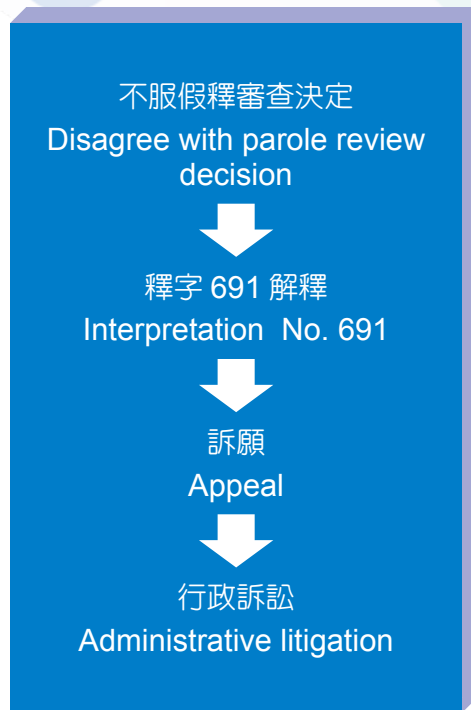 不服假釋審查決定
Disagree with parole review
decision
釋字 691 解釋
Interpretation No. 691
訴願
Appeal
行政訴訟
Administrative litigation